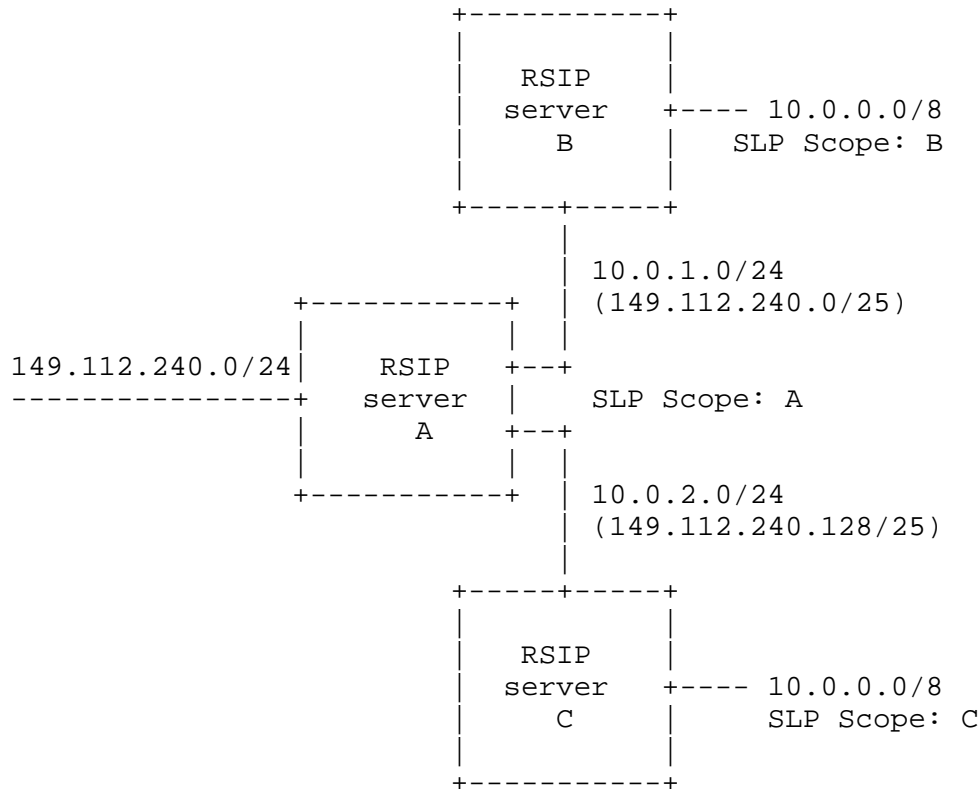 +-----------+
|           |
|   RSIP    |
|  server   +---- 10.0.0.0/8
|     B     |   SLP Scope: B
|           |
+-----+-----+
|
| 10.0.1.0/24
+-----------+  | (149.112.240.0/25)
|           |  |
149.112.240.0/24|    RSIP   +--+
----------------+   server  |    SLP Scope: A
|     A     +--+
|           |  |
+-----------+  | 10.0.2.0/24
| (149.112.240.128/25)
|
+-----+-----+
|           |
|   RSIP    |
|  server   +---- 10.0.0.0/8
|     C     |     SLP Scope: C
|           |
+-----------+